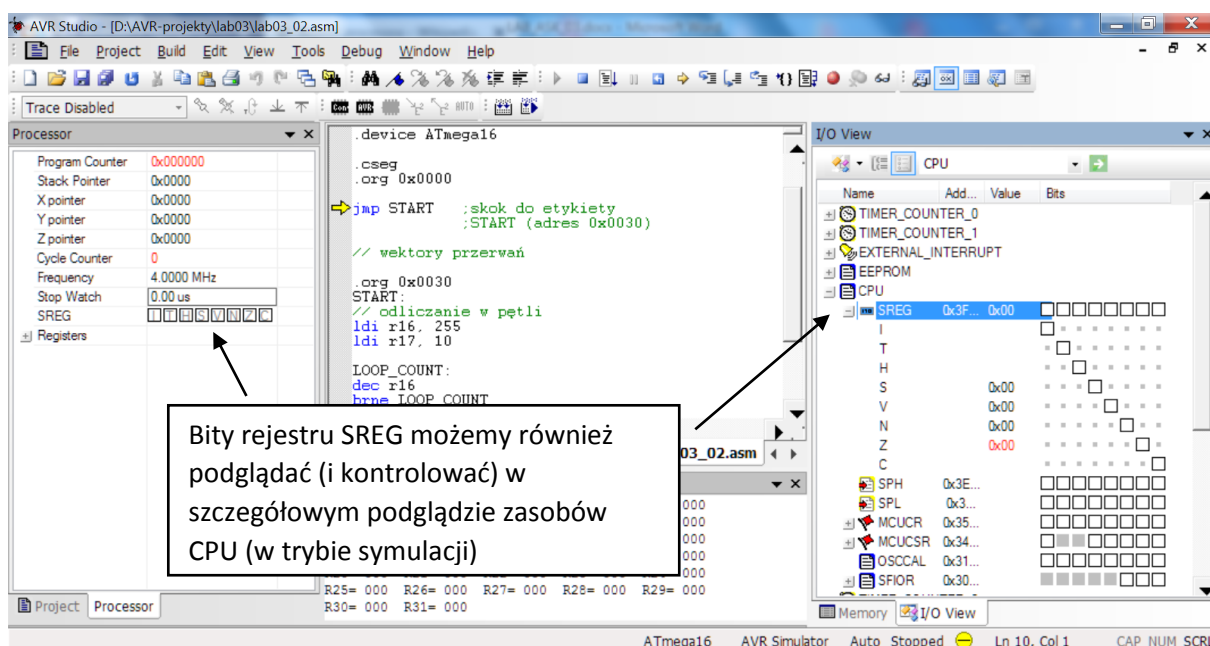 AVR Studio - [D:\AVR-projekty\lab03\lab03_02.asm]
File Project Build Edit View Tools Debug Window Help
Trace Disabled
AUTO
Processor
Program Counter 0x000000
Stack Pointer 0x0000
X pointer 0x0000
Y pointer 0x0000
Z pointer 0x0000
Cycle Counter 0
Frequency 4.0000 MHz
Stop Watch 0.00 us
SREG I T H S V N Z C
Registers
Project Processor
.device ATmega16
.cseg
.org 0x0000
jmp START ;skok do etykiety
;START (adres 0x0030)
// wektory przerwań
.org 0x0030
START:
// odliczanie w pętli
ldi r16, 255
ldi r17, 10
LOOP_COUNT:
dec r16
brne LOOP_COUNT
03_02.asm
000
000
000
000
000
R25= 000 R26= 000 R27= 000 R28= 000 R29= 000
R30= 000 R31= 000
Bity rejestru SREG możemy również
podglądać (i kontrolować) w
szczegółowym podglądzie zasobów
CPU (w trybie symulacji)
I/O View
CPU
Name Add... Value Bits
TIMER_COUNTER_0
TIMER_COUNTER_1
EXTERNAL_INTERRUPT
EEPROM
CPU
SREG 0x3F... 0x00
I
T
H
S 0x00
V 0x00
N 0x00
Z 0x00
C
SPH 0x3E...
SPL 0x3...
MCUCR 0x35...
MCUCSR 0x34...
OSCCAL 0x31...
SFIOR 0x30...
Memory I/O View
ATmega16 AVR Simulator Auto Stopped Ln 10, Col 1 CAP NUM SCRL